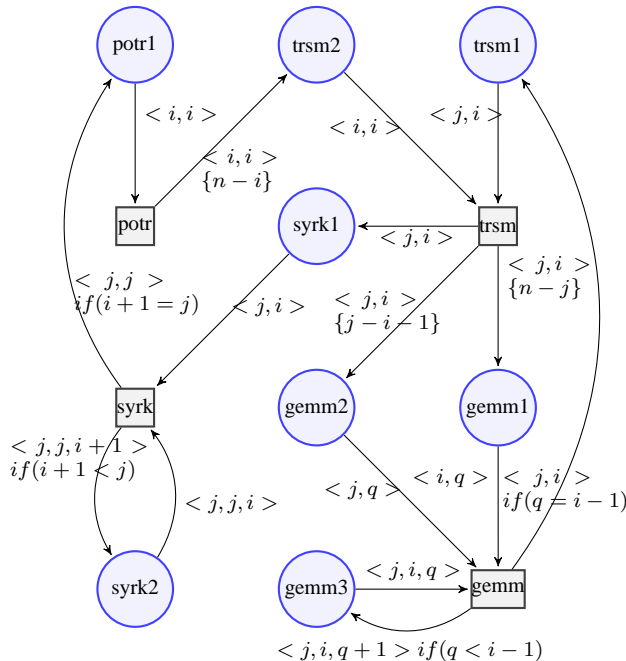 potr1
trsm2
trsm1
< i, i >
< i, i >
{n − i}
< i, i >
< j, i >
potr
syrk1
trsm
< j, i >
< j, i >
{n − j}
< j, j >
if(i + 1 = j)
< j, i >
< j, i >
{j − i − 1}
syrk
gemm2
gemm1
< j, j, i + 1 >
if(i + 1 < j)
< j, j, i >
< j, q >
< i, q >
< j, i >
if(q = i − 1)
syrk2
gemm3
< j, i, q >
gemm
< j, i, q + 1 > if(q < i − 1)